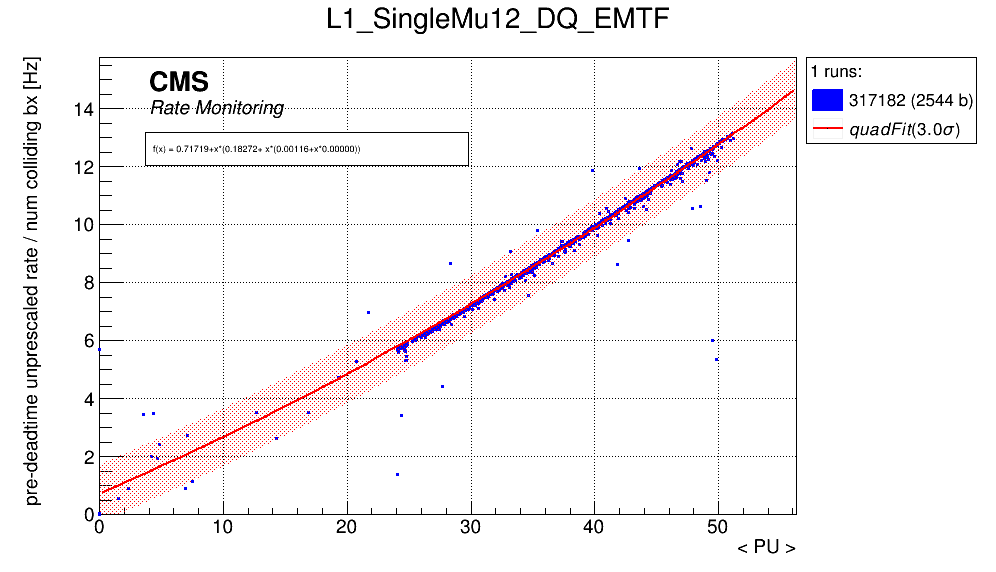 L1_SingleMu12_DQ_EMTF
pre-deadtime unprescaled rate / num colliding bx [Hz]
CMS
Rate Monitoring
f(x) = 0.71719+x*(0.18272+ x*(0.00116+x*0.00000))
1 runs:
317182 (2544 b)
quadFit(3.0σ)
14
12
10
8
6
4
2
0
0 10 20 30 40 50
< PU >